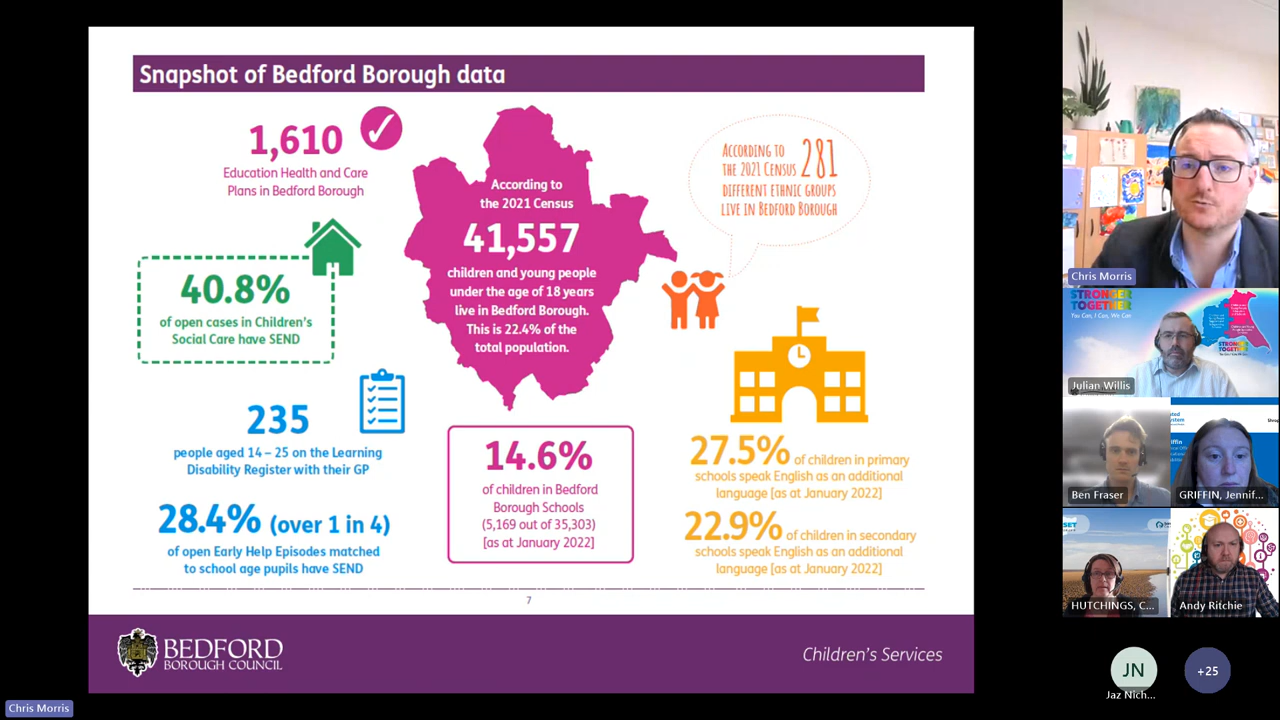 Snapshot of Bedford Borough data
1,610
Education Health and Care
Plans in Bedford Borough
40.8%
of open cases in Children's
Social Care have SEND
235
people aged 14 – 25 on the Learning
Disability Register with their GP
28.4% (over 1 in 4)
of open Early Help Episodes matched
to school age pupils have SEND
According to
the 2021 Census
41,557
children and young people
under the age of 18 years
live in Bedford Borough.
This is 22.4% of the
total population.
14.6%
of children in Bedford
Borough Schools
(5,169 out of 35,303)
[as at January 2022]
ACCORDING TO
THE 2021 CENSUS 281
DIFFERENT ETHNIC GROUPS
LIVE IN BEDFORD BOROUGH
27.5% of children in primary
schools speak English as an additional
language [as at January 2022]
22.9% of children in secondary
schools speak English as an additional
language [as at January 2022]
7
BEDFORD
BOROUGH COUNCIL
Children's Services
Chris Morris
Chris Morris
STRONGER
TOGETHER
You Can, I Can, We Can
STRONGER
TOGETHER
Julian Willis
Ben Fraser
GRIFFIN, Jennif...
HUTCHINGS, C...
Andy Ritchie
JN
Jaz Nich...
+25